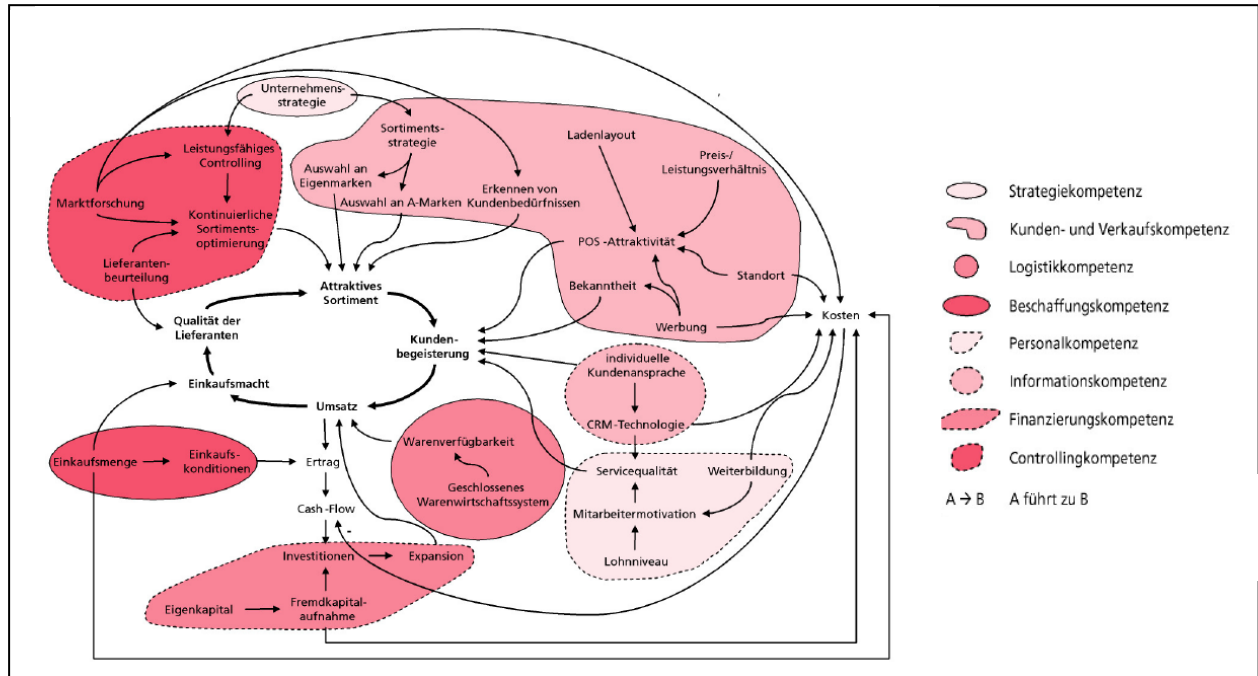 Unternehmens-
strategie
Sortiments-
strategie
Ladenlayout
Preis-/
Leistungsverhältnis
Leistungsfähiges
Controlling
Auswahl an
Eigenmarken
Auswahl an A-Marken
Erkennen von
Kundenbedürfnissen
Marktforschung
Kontinuierliche
Sortiments-
optimierung
POS -Attraktivität
Lieferanten-
beurteilung
Standort
Bekanntheit
Attraktives
Sortiment
Werbung
Kosten
Qualität der
Lieferanten
Kunden-
begeisterung
individuelle
Kundenansprache
Einkaufsmacht
Umsatz
CRM-Technologie
Warenverfügbarkeit
Einkaufsmenge
Einkaufs-
konditionen
Ertrag
Servicequalität
Weiterbildung
Geschlossenes
Warenwirtschaftssystem
Cash -Flow
Mitarbeitermotivation
Investitionen
Expansion
Lohnniveau
Eigenkapital
Fremdkapital-
aufnahme
Strategiekompetenz
Kunden- und Verkaufskompetenz
Logistikkompetenz
Beschaffungskompetenz
Personalkompetenz
Informationskompetenz
Finanzierungskompetenz
Controllingkompetenz
A → B A führt zu B